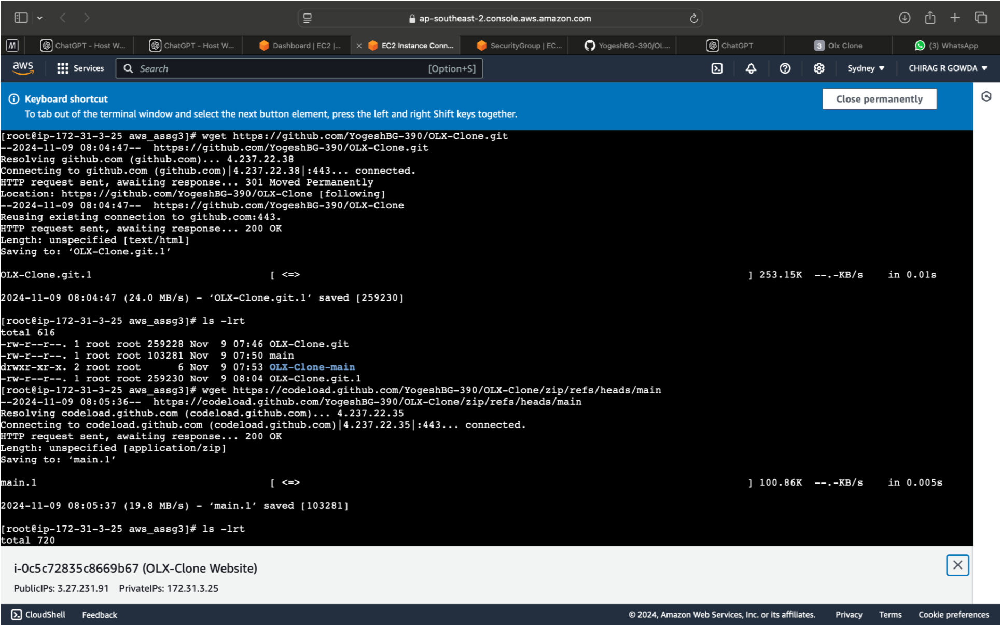 ap-southeast-2.console.aws.amazon.com
M
ChatGPT - Host W...
ChatGPT - Host W...
Dashboard | EC2 |...
EC2 Instance Conn...
SecurityGroup | EC...
YogeshBG-390/OL...
ChatGPT
3 Olx Clone
(3) WhatsApp
aws
Services
Search
[Option+S]
Sydney
CHIRAG R GOWDA
Keyboard shortcut
To tab out of the terminal window and select the next button element, press the left and right Shift keys together.
Close permanently
[root@ip-172-31-3-25 aws_assg3]# wget https://github.com/YogeshBG-390/OLX-Clone.git
--2024-11-09 08:04:47--  https://github.com/YogeshBG-390/OLX-Clone.git
Resolving github.com (github.com)... 4.237.22.38
Connecting to github.com (github.com)|4.237.22.38|:443... connected.
HTTP request sent, awaiting response... 301 Moved Permanently
Location: https://github.com/YogeshBG-390/OLX-Clone [following]
--2024-11-09 08:04:47--  https://github.com/YogeshBG-390/OLX-Clone
Reusing existing connection to github.com:443.
HTTP request sent, awaiting response... 200 OK
Length: unspecified [text/html]
Saving to: ‘OLX-Clone.git.1’
OLX-Clone.git.1 [ <=> ] 253.15K --.-KB/s in 0.01s
2024-11-09 08:04:47 (24.0 MB/s) - ‘OLX-Clone.git.1’ saved [259230]
[root@ip-172-31-3-25 aws_assg3]# ls -lrt
total 616
-rw-r--r--. 1 root root 259228 Nov  9 07:46 OLX-Clone.git
-rw-r--r--. 1 root root 103281 Nov  9 07:50 main
drwxr-xr-x. 2 root root      6 Nov  9 07:53 OLX-Clone-main
-rw-r--r--. 1 root root 259230 Nov  9 08:04 OLX-Clone.git.1
[root@ip-172-31-3-25 aws_assg3]# wget https://codeload.github.com/YogeshBG-390/OLX-Clone/zip/refs/heads/main
--2024-11-09 08:05:36--  https://codeload.github.com/YogeshBG-390/OLX-Clone/zip/refs/heads/main
Resolving codeload.github.com (codeload.github.com)... 4.237.22.35
Connecting to codeload.github.com (codeload.github.com)|4.237.22.35|:443... connected.
HTTP request sent, awaiting response... 200 OK
Length: unspecified [application/zip]
Saving to: ‘main.1’
main.1 [ <=> ] 100.86K --.-KB/s in 0.005s
2024-11-09 08:05:37 (19.8 MB/s) - ‘main.1’ saved [103281]
[root@ip-172-31-3-25 aws_assg3]# ls -lrt
total 720
i-0c5c72835c8669b67 (OLX-Clone Website)
PublicIPs: 3.27.231.91 PrivateIPs: 172.31.3.25
CloudShell
Feedback
© 2024, Amazon Web Services, Inc. or its affiliates.
Privacy
Terms
Cookie preferences